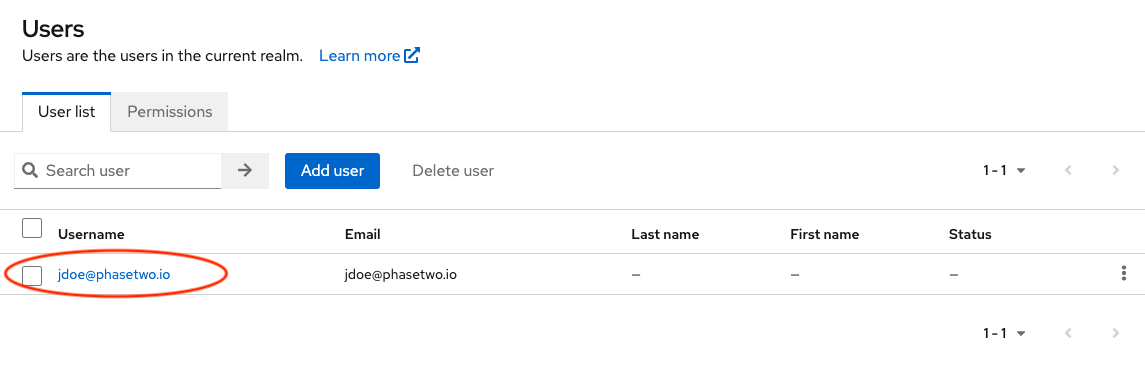 Users
Users are the users in the current realm. Learn more
User list Permissions
Search user Add user Delete user 1 - 1
Username Email Last name First name Status
jdoe@phasetwo.io jdoe@phasetwo.io – – –
1 - 1